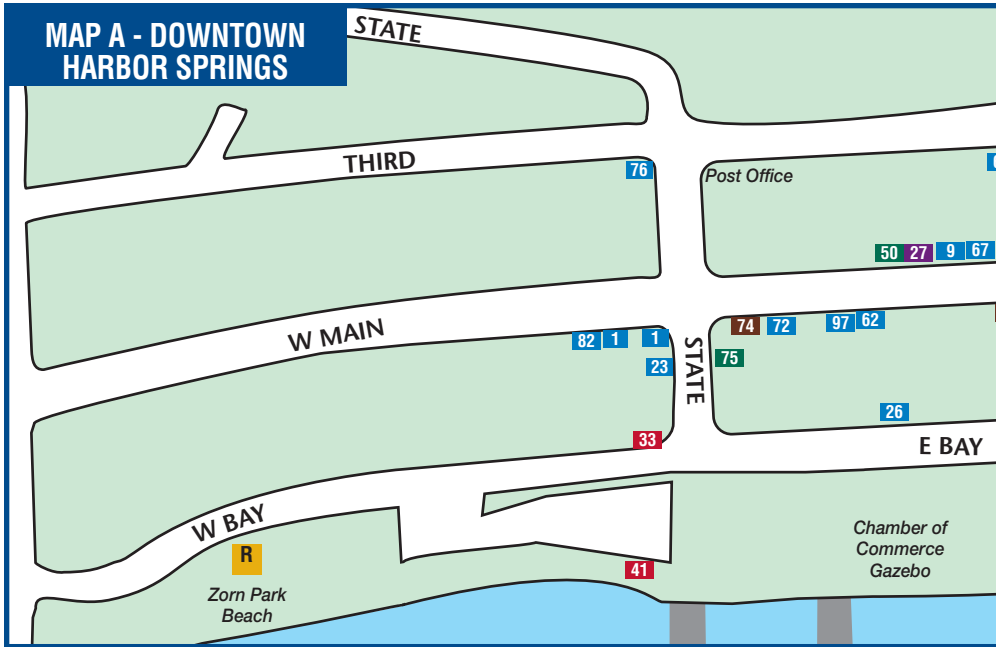 MAP A - DOWNTOWN
HARBOR SPRINGS
STATE
THIRD
76
Post Office
50 27 9 67
W MAIN
82 1 1
23
STATE
74 72 97 62
75
26
33
E BAY
W BAY
R
Zorn Park
Beach
41
Chamber of
Commerce
Gazebo